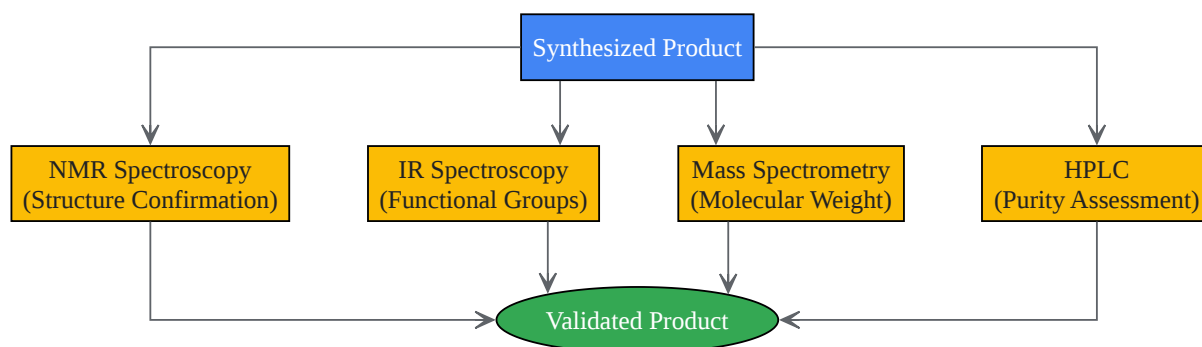 Synthesized Product
NMR Spectroscopy
(Structure Confirmation)
IR Spectroscopy
(Functional Groups)
Mass Spectrometry
(Molecular Weight)
HPLC
(Purity Assessment)
Validated Product